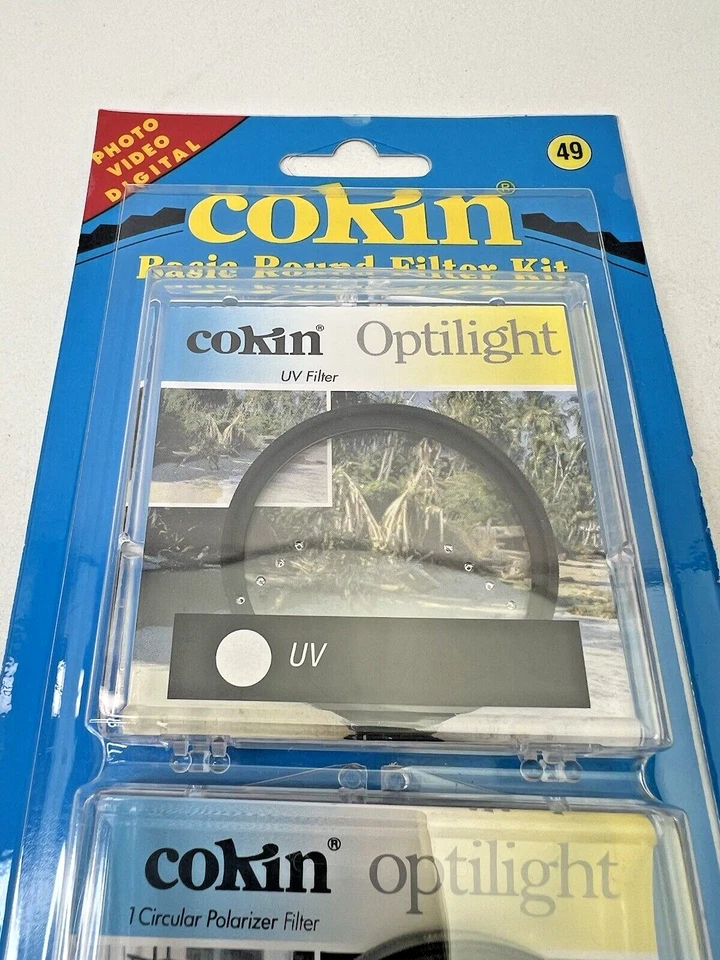 PHOTO
VIDEO
DIGITAL
49
cokin®
Basic Round Filter Kit
cokin® Optilight
UV Filter
UV
cokin® optilight
1 Circular Polarizer Filter